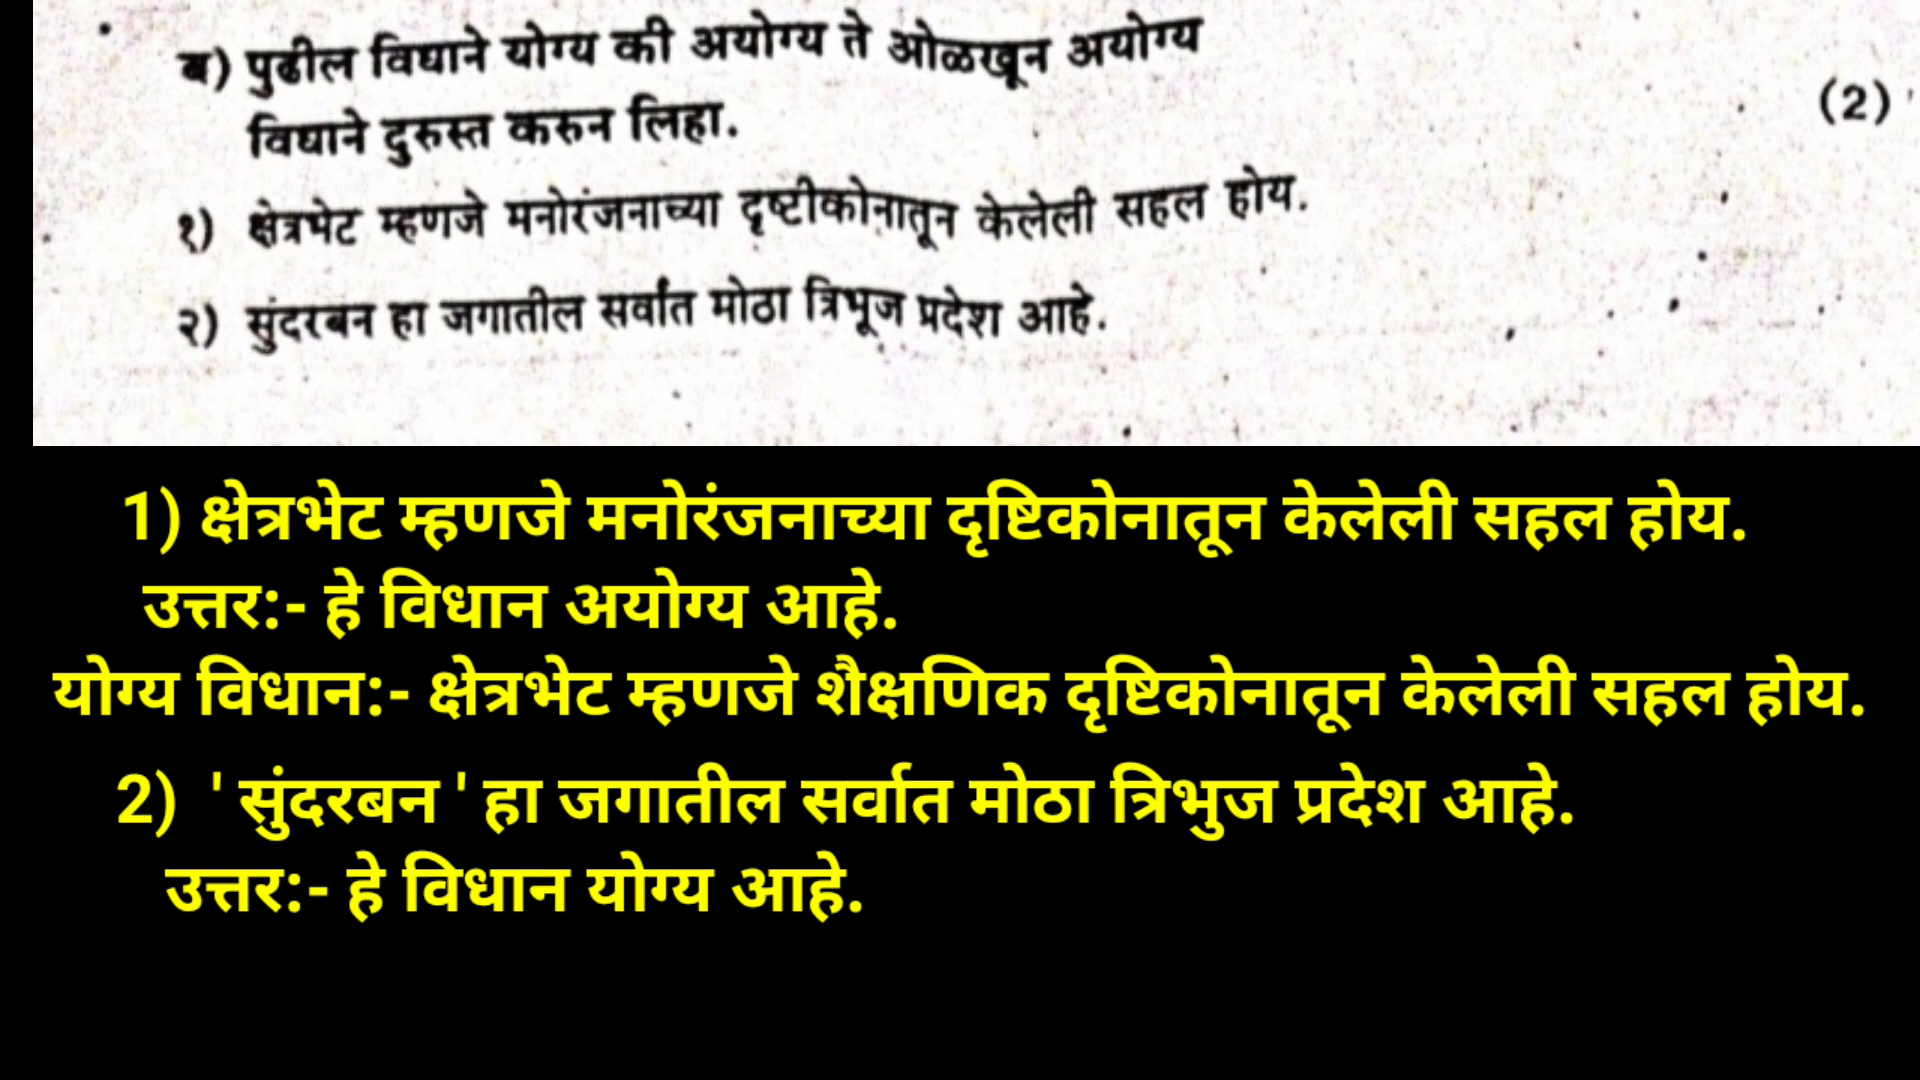 ब) पुढील विधाने योग्य की अयोग्य ते ओळखून अयोग्य
विधाने दुरुस्त करुन लिहा.
(2)
१) क्षेत्रभेट म्हणजे मनोरंजनाच्या दृष्टीकोनातून केलेली सहल होय.
२) सुंदरबन हा जगातील सर्वांत मोठा त्रिभूज प्रदेश आहे.
1) क्षेत्रभेट म्हणजे मनोरंजनाच्या दृष्टिकोनातून केलेली सहल होय.
उत्तर:- हे विधान अयोग्य आहे.
योग्य विधान:- क्षेत्रभेट म्हणजे शैक्षणिक दृष्टिकोनातून केलेली सहल होय.
2) ' सुंदरबन ' हा जगातील सर्वात मोठा त्रिभुज प्रदेश आहे.
उत्तर:- हे विधान योग्य आहे.